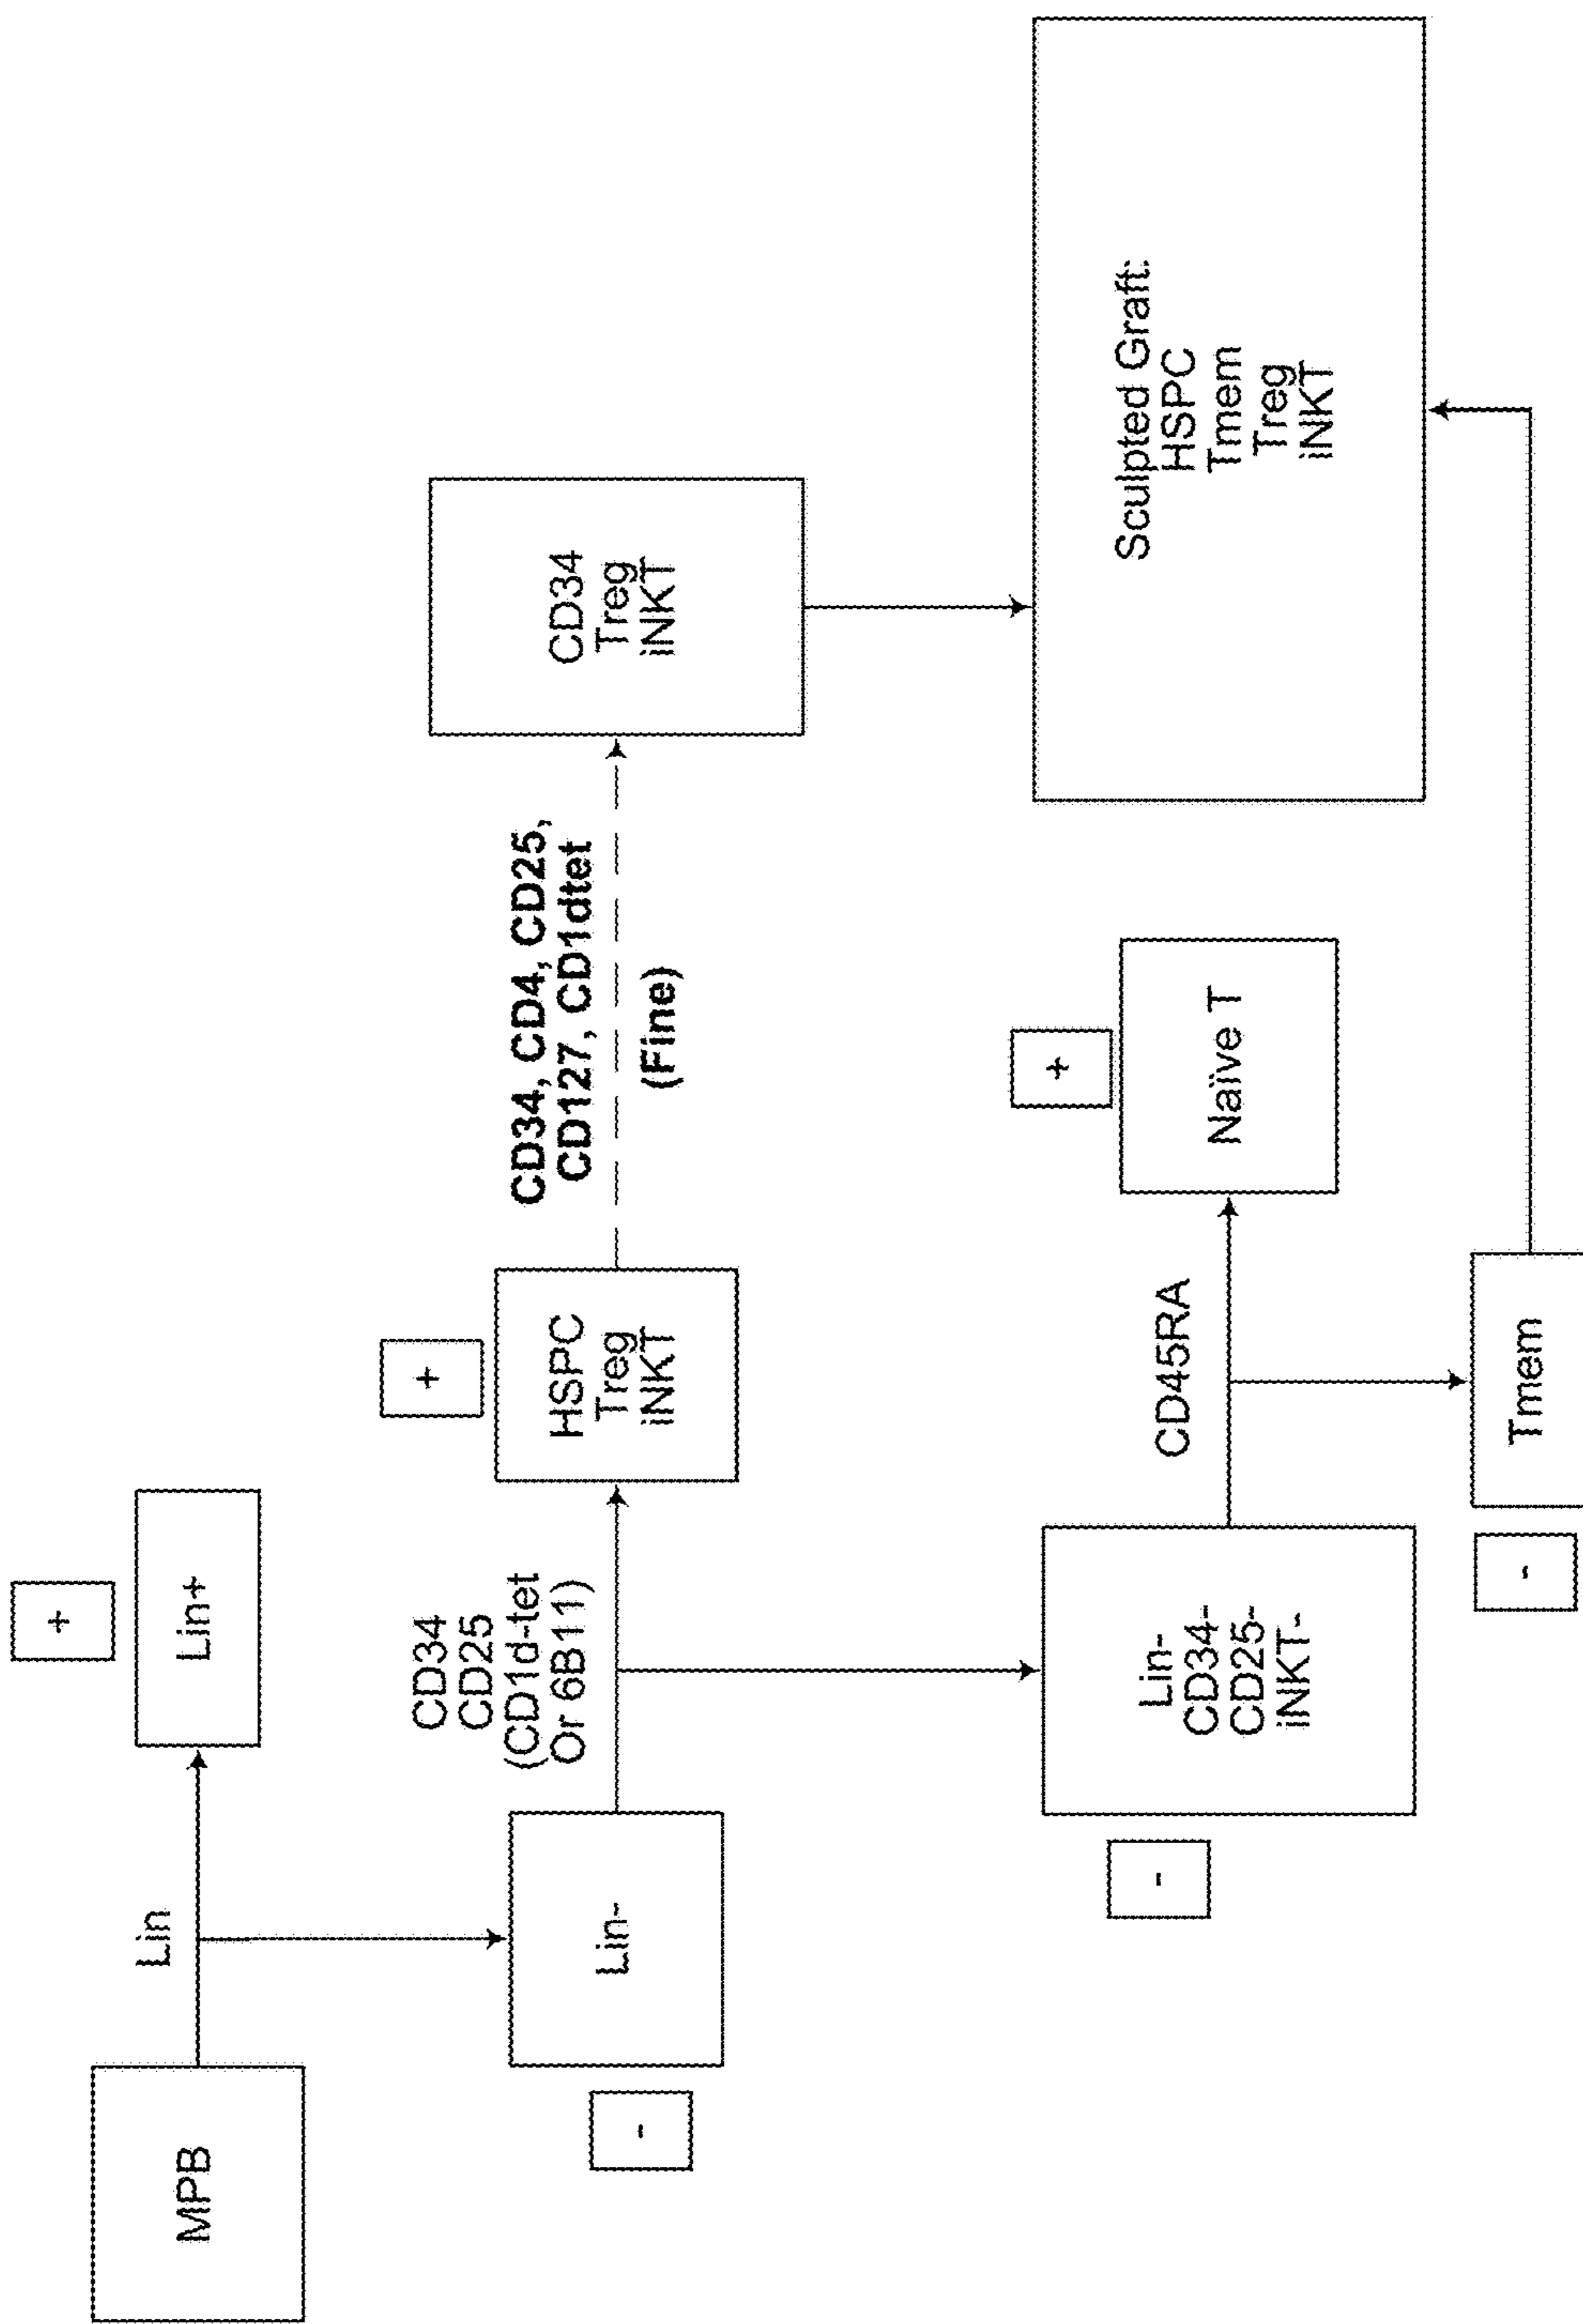 MPB
Lin
+
Lin+
-
Lin-
CD34
CD25
(CD1d-tet
Or 6B11)
+
HSPC
Treg
iNKT
CD34, CD4, CD25,
CD127, CD1dtet
(Fine)
CD34
Treg
iNKT
-
Lin-
CD34-
CD25-
iNKT-
CD45RA
+
Naïve T
-
Tmem
Sculpted Graft:
HSPC
Tmem
Treg
iNKT